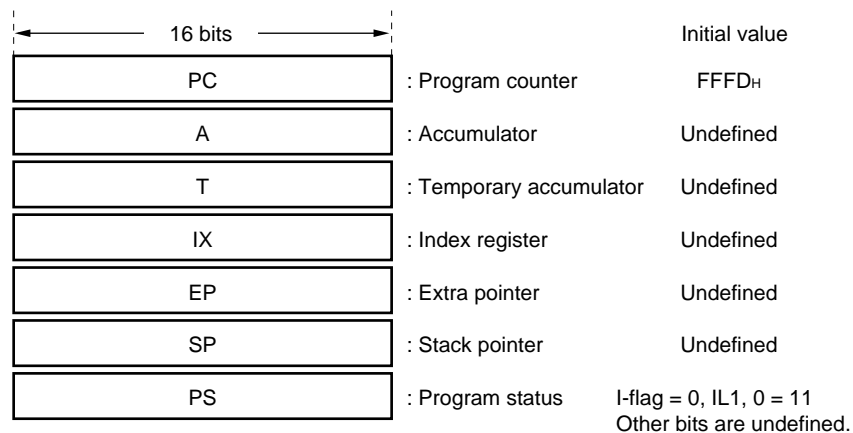 16 bits Initial value
PC : Program counter FFFDH
A : Accumulator Undefined
T : Temporary accumulator Undefined
IX : Index register Undefined
EP : Extra pointer Undefined
SP : Stack pointer Undefined
PS : Program status I-flag = 0, IL1, 0 = 11
Other bits are undefined.